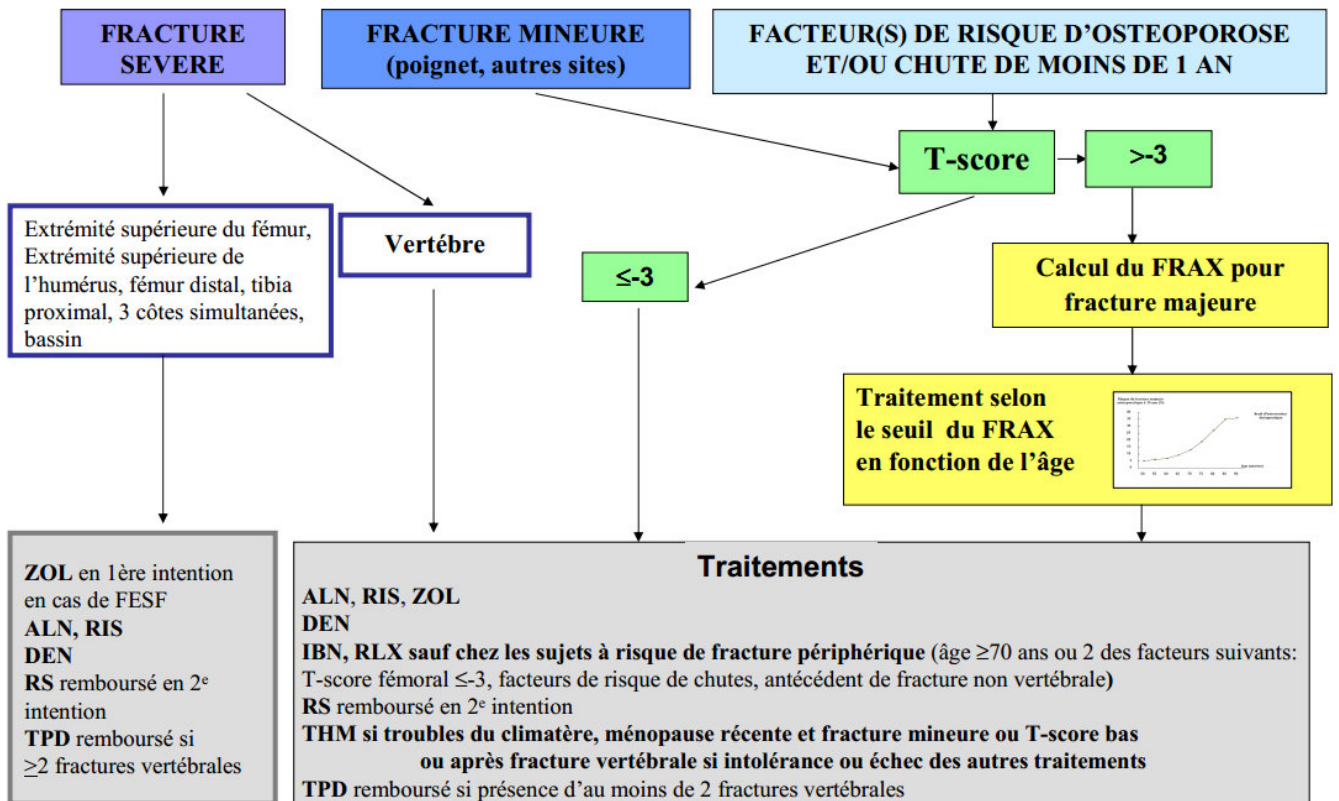 FRACTURE
SEVERE
FRACTURE MINEURE
(poignet, autres sites)
FACTEUR(S) DE RISQUE D'OSTEOPOROSE
ET/OU CHUTE DE MOINS DE 1 AN
T-score
>-3
Extrémité supérieure du fémur,
Extrémité supérieure de
l'humérus, fémur distal, tibia
proximal, 3 côtes simultanées,
bassin
Vertébre
≤-3
Calcul du FRAX pour
fracture majeure
Traitement selon
le seuil du FRAX
en fonction de l'âge
ZOL en 1ère intention
en cas de FESF
ALN, RIS
DEN
RS remboursé en 2e
intention
TPD remboursé si
≥2 fractures vertébrales
Traitements
ALN, RIS, ZOL
DEN
IBN, RLX sauf chez les sujets à risque de fracture périphérique (âge ≥70 ans ou 2 des facteurs suivants:
T-score fémoral ≤-3, facteurs de risque de chutes, antécédent de fracture non vertébrale)
RS remboursé en 2e intention
THM si troubles du climatère, ménopause récente et fracture mineure ou T-score bas
ou après fracture vertébrale si intolérance ou échec des autres traitements
TPD remboursé si présence d'au moins de 2 fractures vertébrales